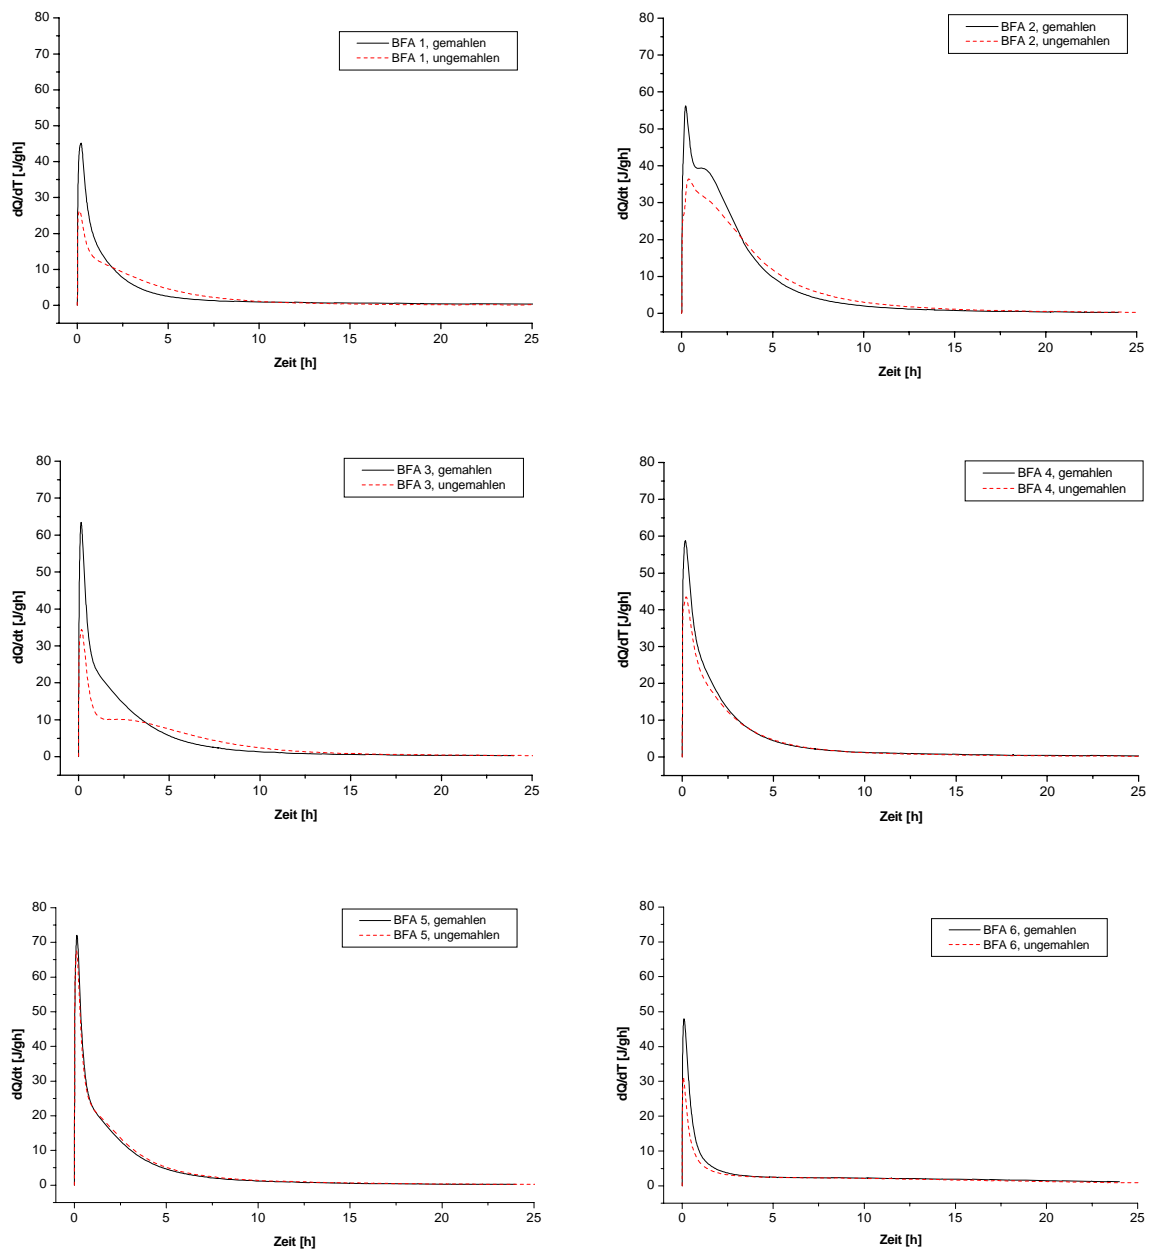 BFA 1, gemahlen
BFA 1, ungemahlen
dQ/dT [J/gh]
80
70
60
50
40
30
20
10
0
0 5 10 15 20 25
Zeit [h]
BFA 2, gemahlen
BFA 2, ungemahlen
dQ/dt [J/gh]
80
70
60
50
40
30
20
10
0
0 5 10 15 20 25
Zeit [h]
BFA 3, gemahlen
BFA 3, ungemahlen
dQ/dt [J/gh]
80
70
60
50
40
30
20
10
0
0 5 10 15 20 25
Zeit [h]
BFA 4, gemahlen
BFA 4, ungemahlen
dQ/dT [J/gh]
80
70
60
50
40
30
20
10
0
0 5 10 15 20 25
Zeit [h]
BFA 5, gemahlen
BFA 5, ungemahlen
dQ/dt [J/gh]
80
70
60
50
40
30
20
10
0
0 5 10 15 20 25
Zeit [h]
BFA 6, gemahlen
BFA 6, ungemahlen
dQ/dT [J/gh]
80
70
60
50
40
30
20
10
0
0 5 10 15 20 25
Zeit [h]